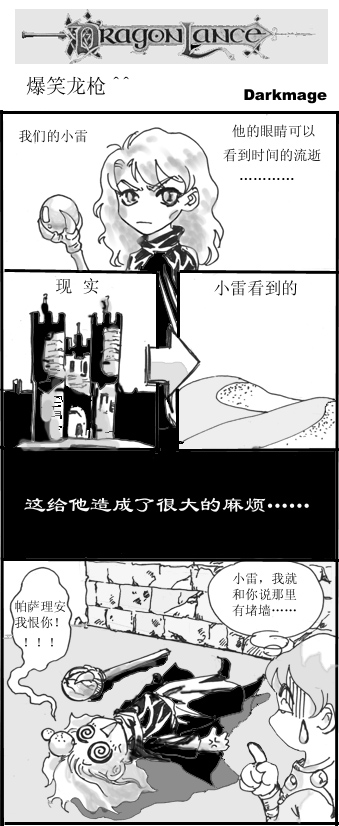 DRAGONLANCE
爆笑龙枪^^
Darkmage
我们的小雷
他的眼睛可以
看到时间的流逝
…………
现 实
小雷看到的
这给他造成了很大的麻烦……
帕萨理安
我恨你!
！！！
小雷，我就
和你说那里
有堵墙……